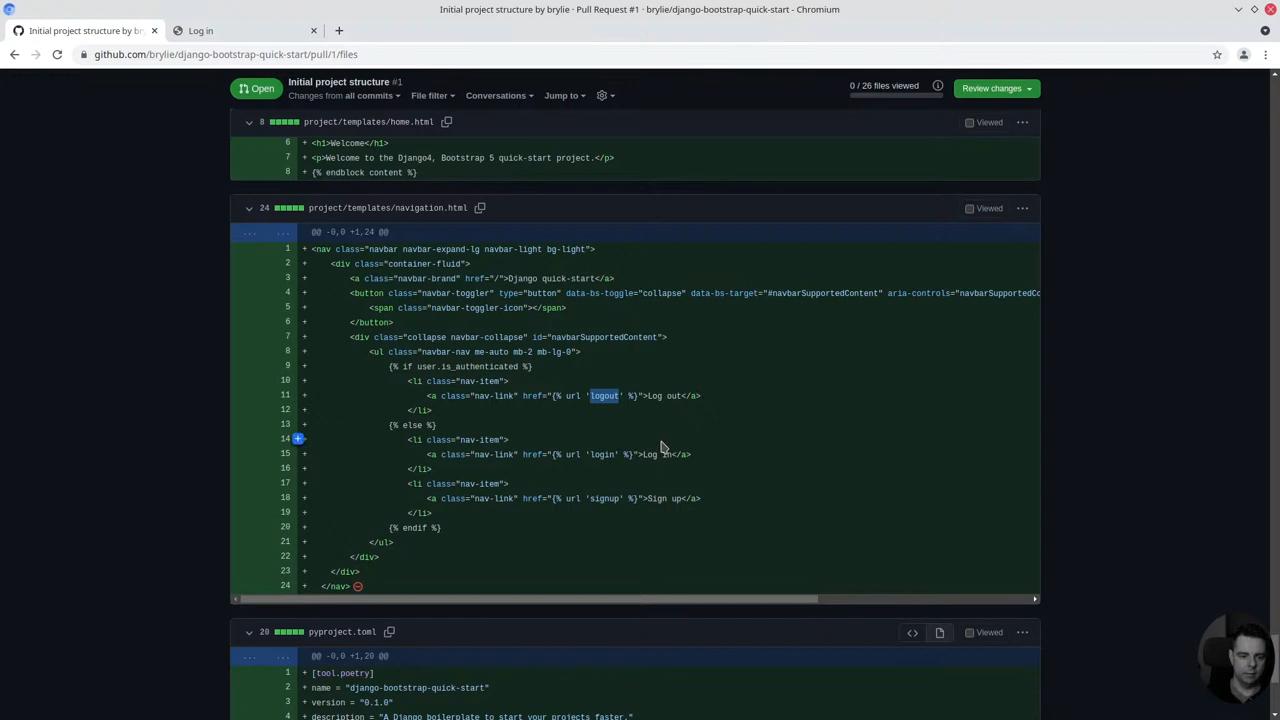 Initial project structure by brylie · Pull Request #1 · brylie/django-bootstrap-quick-start - Chromium
Initial project structure by br
Log in
github.com/brylie/django-bootstrap-quick-start/pull/1/files
Open
Initial project structure #1
Changes from all commits
File filter
Conversations
Jump to
0 / 26 files viewed
Review changes
8 project/templates/home.html
Viewed
6 + <h1>Welcome</h1>
7 + <p>Welcome to the Django4, Bootstrap 5 quick-start project.</p>
8 + {% endblock content %}
24 project/templates/navigation.html
Viewed
... ... @@ -0,0 +1,24 @@
1 + <nav class="navbar navbar-expand-lg navbar-light bg-light">
2 + <div class="container-fluid">
3 + <a class="navbar-brand" href="/">Django quick-start</a>
4 + <button class="navbar-toggler" type="button" data-bs-toggle="collapse" data-bs-target="#navbarSupportedContent" aria-controls="navbarSupportedCo
5 + <span class="navbar-toggler-icon"></span>
6 + </button>
7 + <div class="collapse navbar-collapse" id="navbarSupportedContent">
8 + <ul class="navbar-nav me-auto mb-2 mb-lg-0">
9 + {% if user.is_authenticated %}
10 + <li class="nav-item">
11 + <a class="nav-link" href="{% url 'logout' %}">Log out</a>
12 + </li>
13 + {% else %}
14 + <li class="nav-item">
15 + <a class="nav-link" href="{% url 'login' %}">Log in</a>
16 + </li>
17 + <li class="nav-item">
18 + <a class="nav-link" href="{% url 'signup' %}">Sign up</a>
19 + </li>
20 + {% endif %}
21 + </ul>
22 + </div>
23 + </div>
24 + </nav>
20 pyproject.toml
Viewed
... ... @@ -0,0 +1,20 @@
1 + [tool.poetry]
2 + name = "django-bootstrap-quick-start"
3 + version = "0.1.0"
4 + description = "A Django boilerplate to start your projects faster."